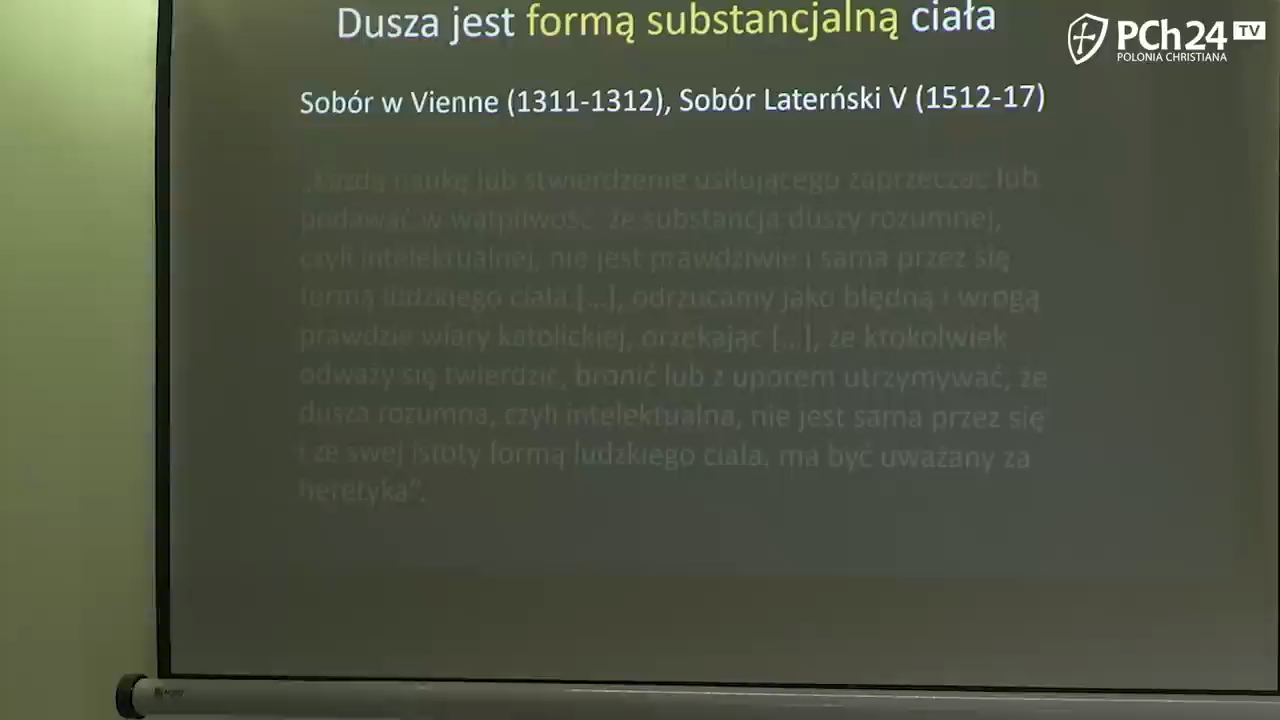 Dusza jest formą substancjalną ciała
PCh24 TV
POLONIA CHRISTIANA
Sobór w Vienne (1311-1312), Sobór Laterński V (1512-17)
„Każdą naukę lub stwierdzenie usiłującego zaprzeczać lub
podawać w wątpliwość, że substancja duszy rozumnej,
czyli intelektualnej, nie jest prawdziwie i sama przez się
formą ludzkiego ciała [...], odrzucamy jako błędną i wrogą
prawdzie wiary katolickiej, orzekając [...], że ktokolwiek
odważy się twierdzić, bronić lub z uporem utrzymywać, że
dusza rozumna, czyli intelektualna, nie jest sama przez się
i ze swej istoty formą ludzkiego ciała, ma być uważany za
heretyka”.